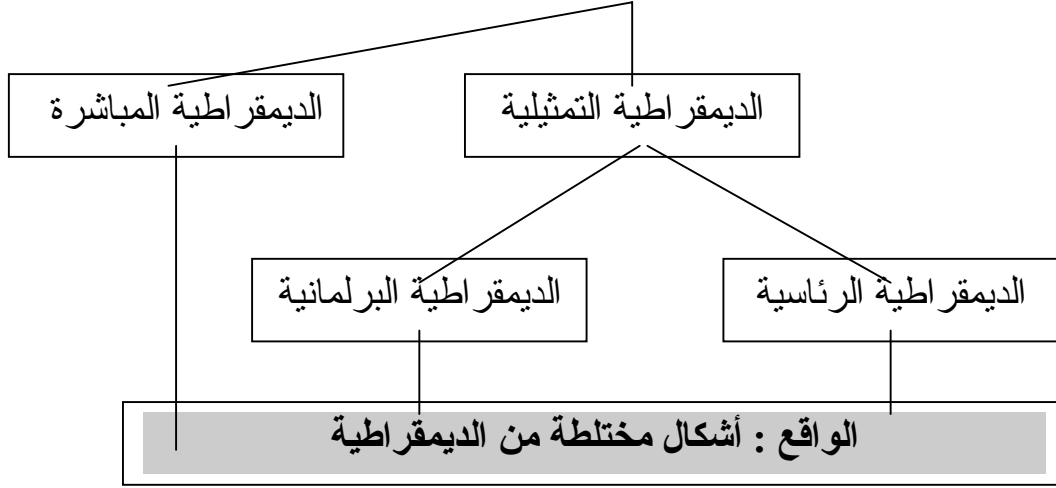 الديمقراطية التمثيلية
الديمقراطية المباشرة
الديمقراطية الرئاسية
الديمقراطية البرلمانية
الواقع : أشكال مختلطة من الديمقراطية